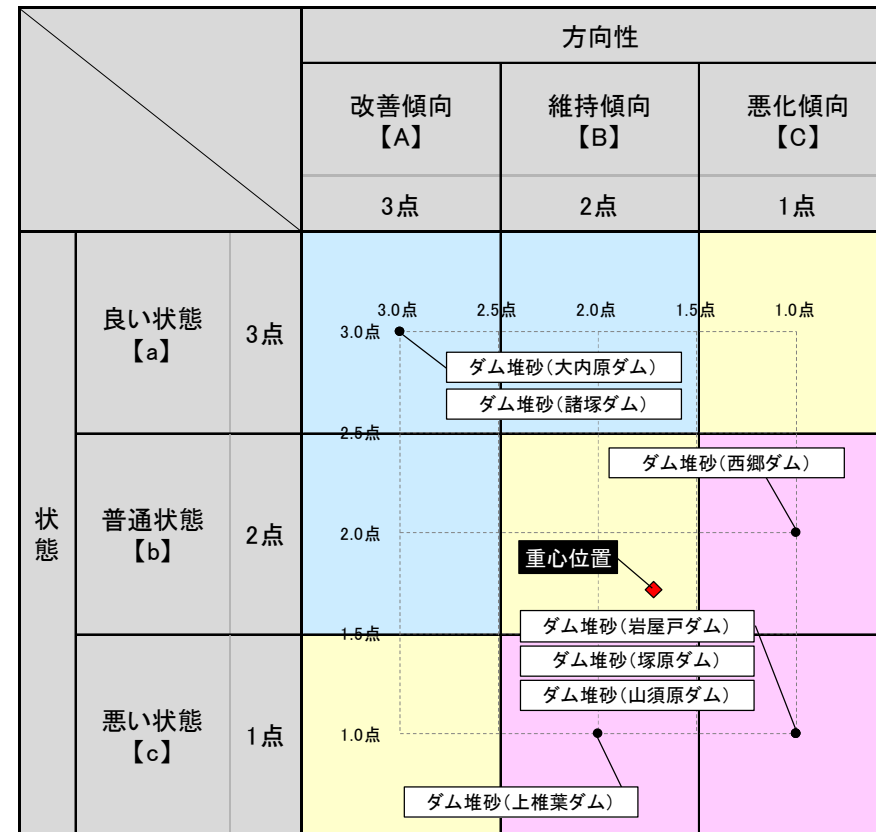 方向性
改善傾向
【A】
維持傾向
【B】
悪化傾向
【C】
3点
2点
1点
状態
良い状態
【a】
3点
3.0点
2.5点
2.0点
1.5点
1.0点
3.0点
ダム堆砂(大内原ダム)
ダム堆砂(諸塚ダム)
2.5点
普通状態
【b】
2点
ダム堆砂(西郷ダム)
2.0点
重心位置
ダム堆砂(岩屋戸ダム)
1.5点
ダム堆砂(塚原ダム)
ダム堆砂(山須原ダム)
悪い状態
【c】
1点
1.0点
ダム堆砂(上椎葉ダム)